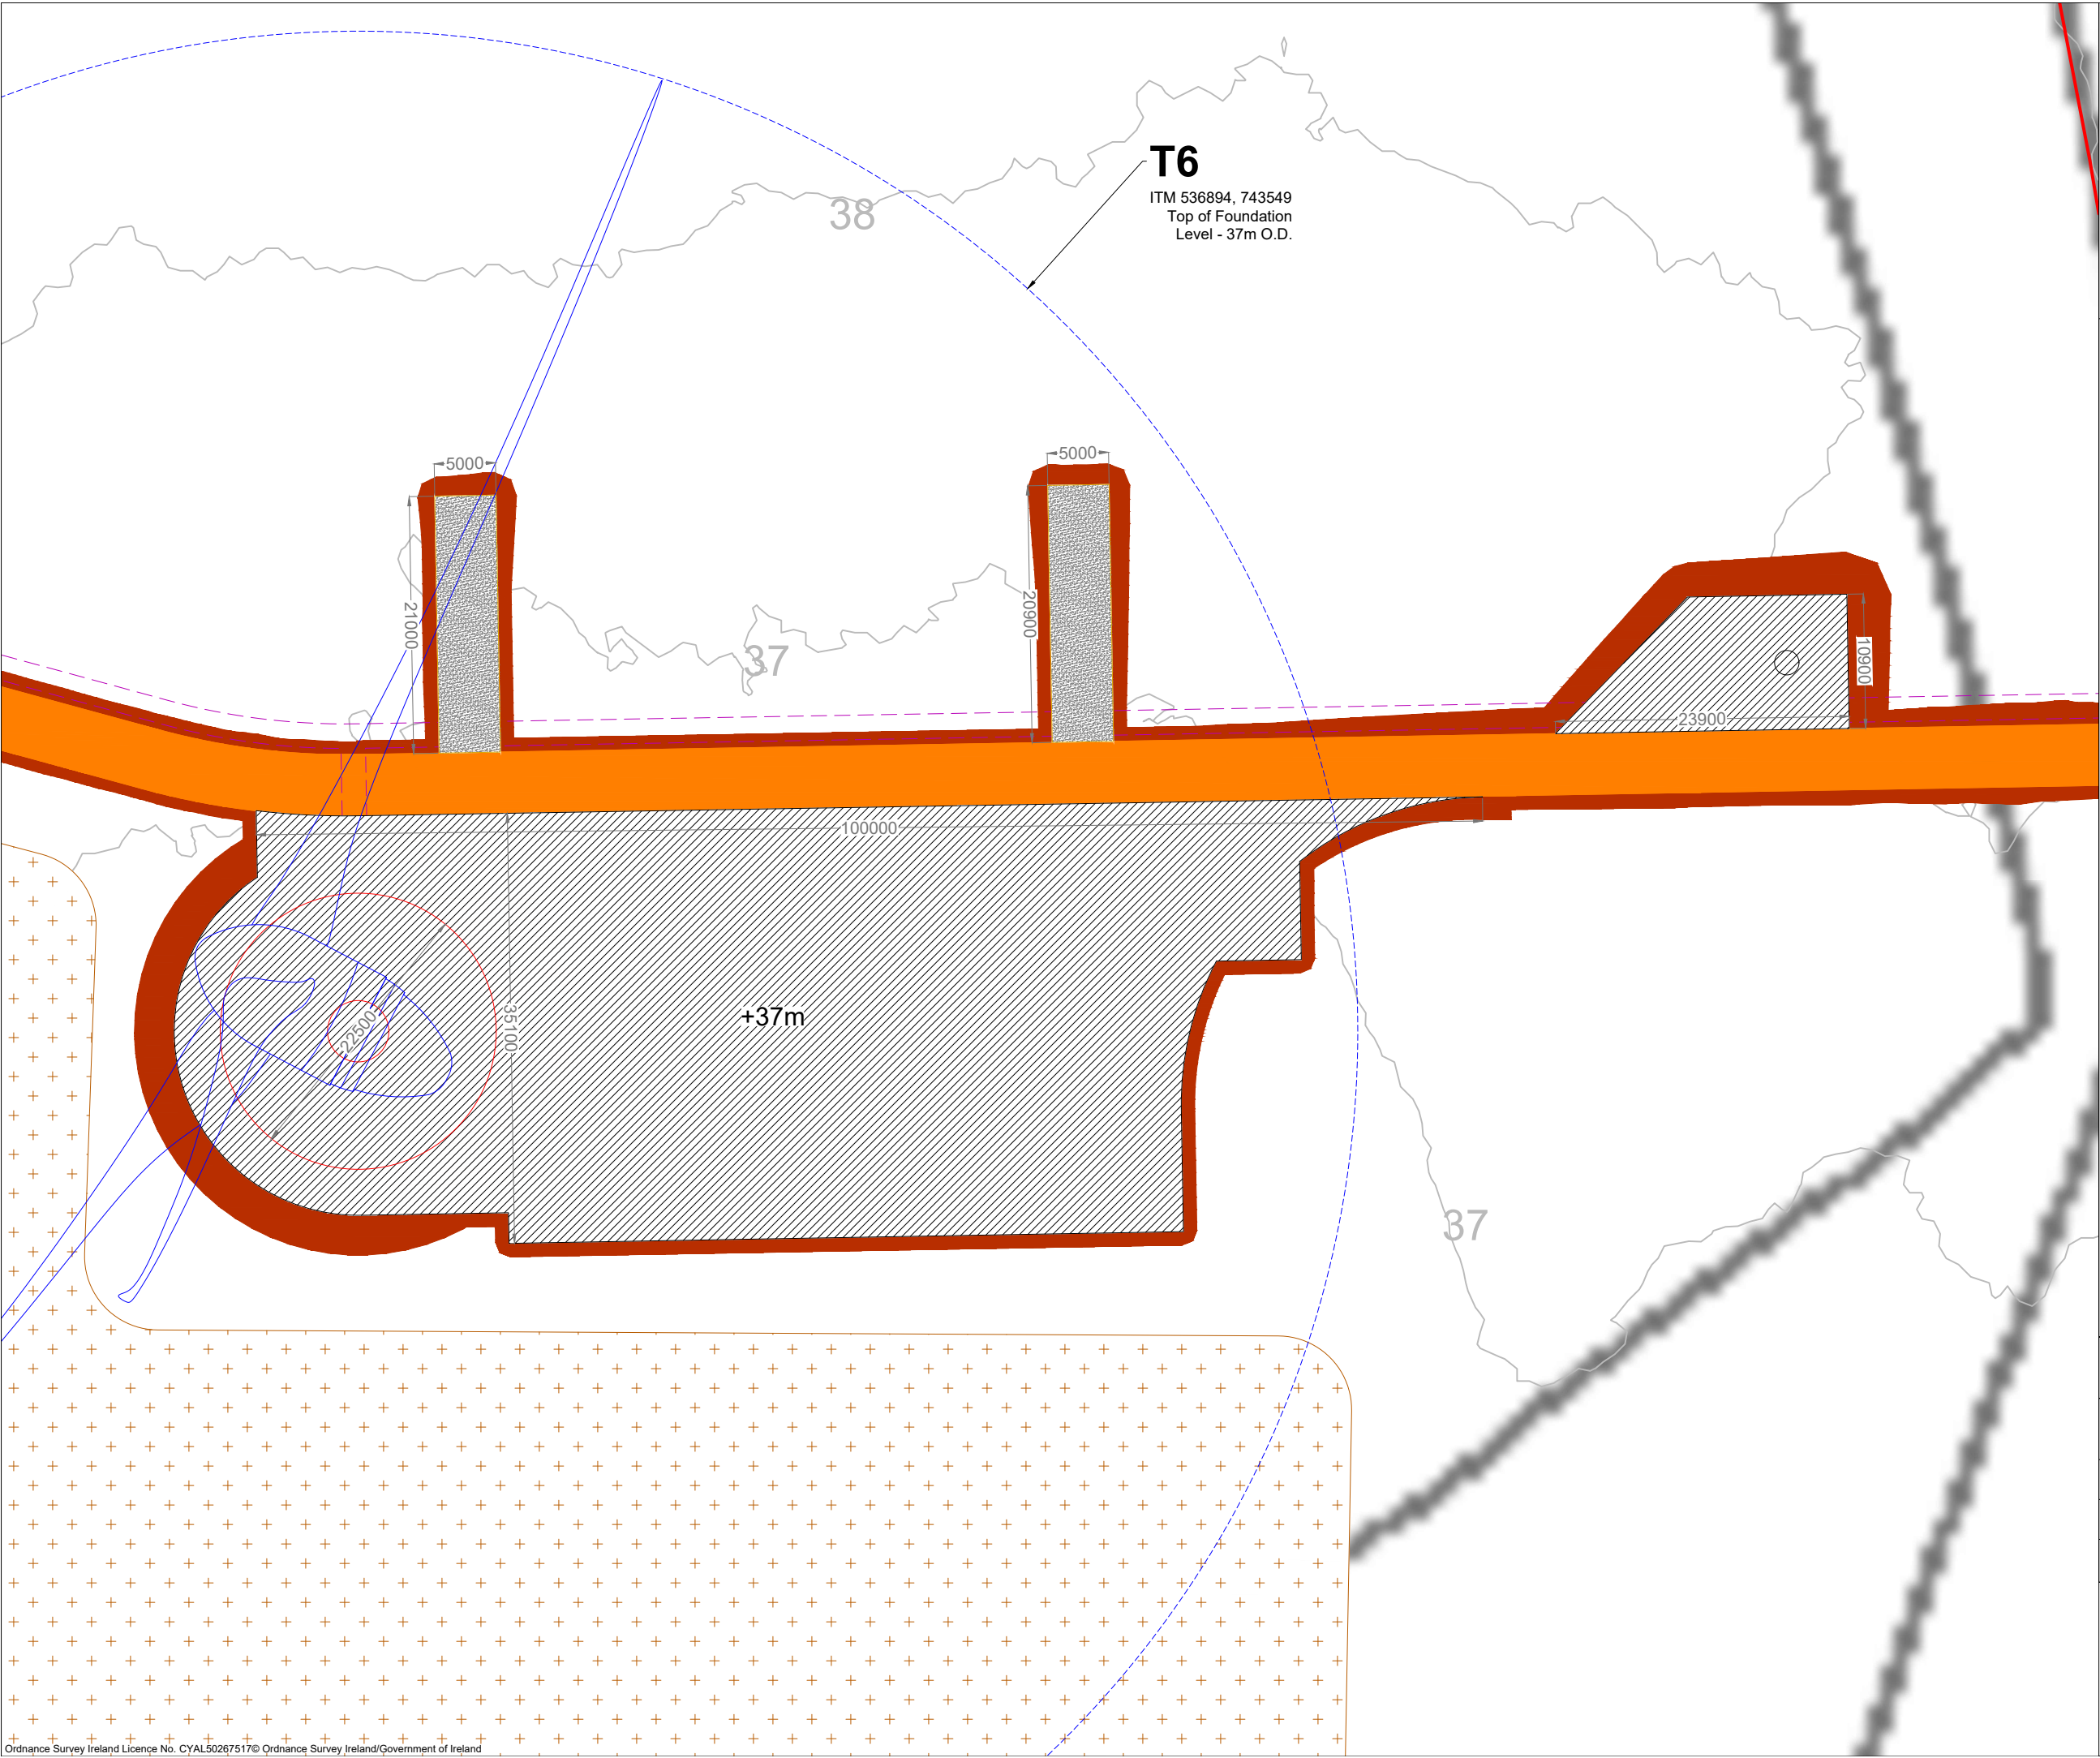 38
T6
ITM 536894, 743549
Top of Foundation
Level - 37m O.D.
5000
5000
21000
20900
37
10900
23900
100000
22500
35100
+37m
37
Ordnance Survey Ireland Licence No. CYAL50267517© Ordnance Survey Ireland/Government of Ireland